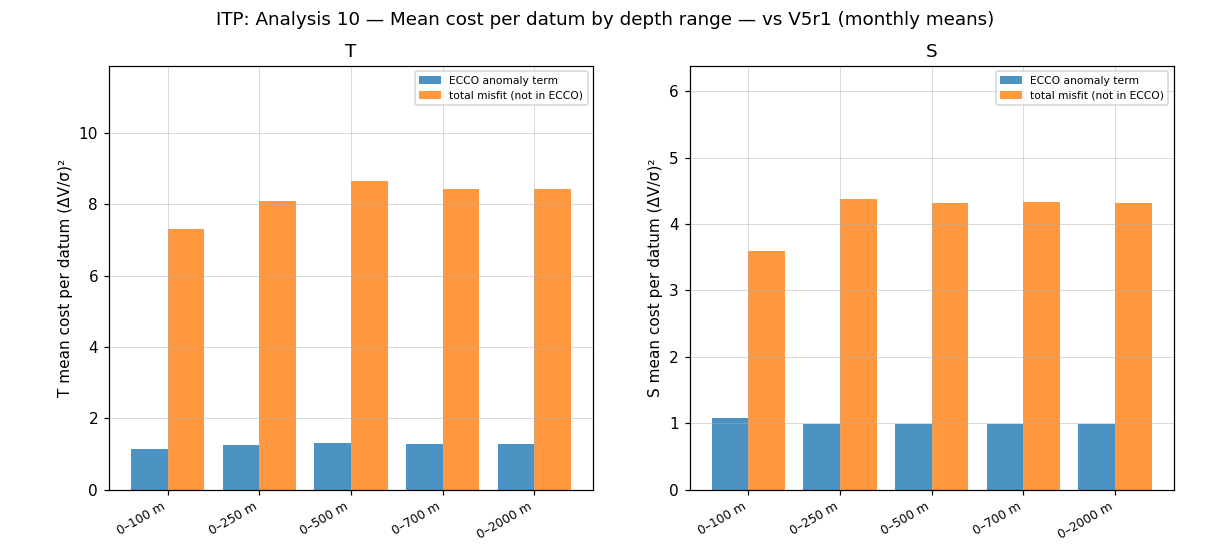 ITP: Analysis 10 — Mean cost per datum by depth range — vs V5r1 (monthly means)
T
T mean cost per datum (ΔV/σ)²
10
8
6
4
2
0
ECCO anomaly term
total misfit (not in ECCO)
0–100 m
0–250 m
0–500 m
0–700 m
0–2000 m
S
S mean cost per datum (ΔV/σ)²
6
5
4
3
2
1
0
ECCO anomaly term
total misfit (not in ECCO)
0–100 m
0–250 m
0–500 m
0–700 m
0–2000 m